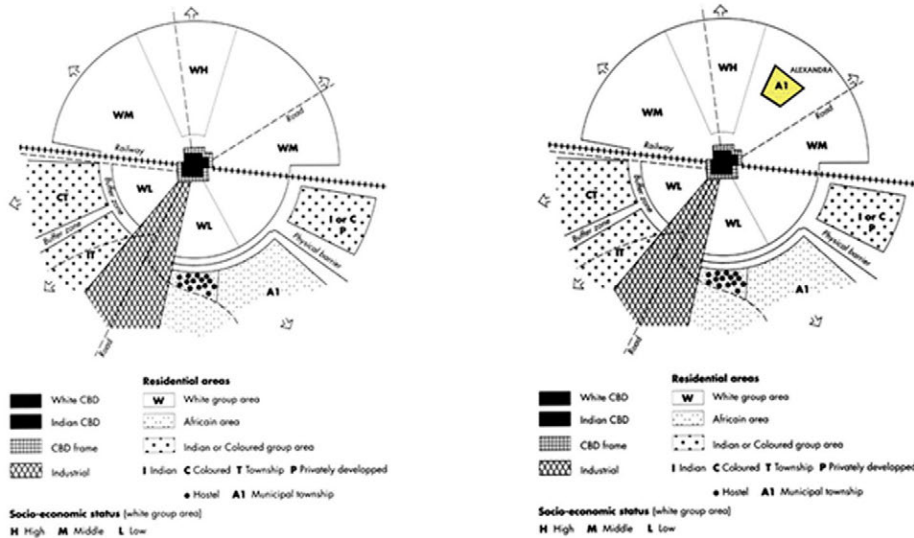 WH
WM
Road
WM
Railway
CT
Buffer zone
WL
I or C
P
Buffer zone
WL
TT
Physical barrier
A1
Road
White CBD
Indian CBD
CBD frame
Industrial
Residential areas
W White group area
Africain area
Indian or Coloured group area
I Indian C Coloured T Township P Privately developped
Hostel A1 Municipal township
Socio-economic status (white group area)
H High M Middle L Low
WH
ALEXANDRA
A1
WM
Road
WM
Railway
CT
Buffer zone
WL
I or C
P
Buffer zone
WL
TT
Physical barrier
A1
Road
White CBD
Indian CBD
CBD frame
Industrial
Residential areas
W White group area
Africain area
Indian or Coloured group area
I Indian C Coloured T Township P Privately developped
Hostel A1 Municipal township
Socio-economic status (white group area)
H High M Middle L Low